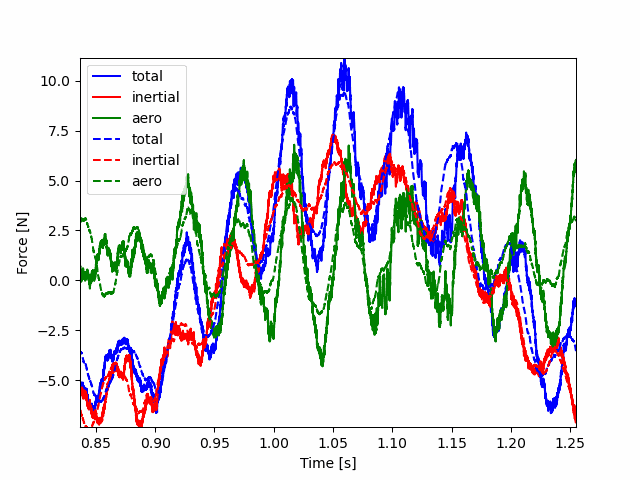 10.0
7.5
5.0
2.5
0.0
−2.5
−5.0
Force [N]
total
inertial
aero
total
inertial
aero
0.85 0.90 0.95 1.00 1.05 1.10 1.15 1.20 1.25
Time [s]